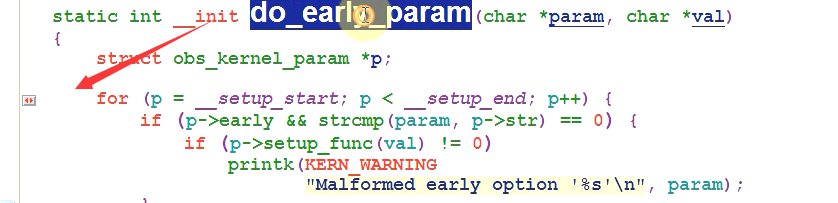 static int __init do_early_param(char *param, char *val)
{
struct obs_kernel_param *p;
for (p = __setup_start; p < __setup_end; p++) {
if (p->early && strcmp(param, p->str) == 0) {
if (p->setup_func(val) != 0)
printk(KERN_WARNING
"Malformed early option '%s'\n", param);